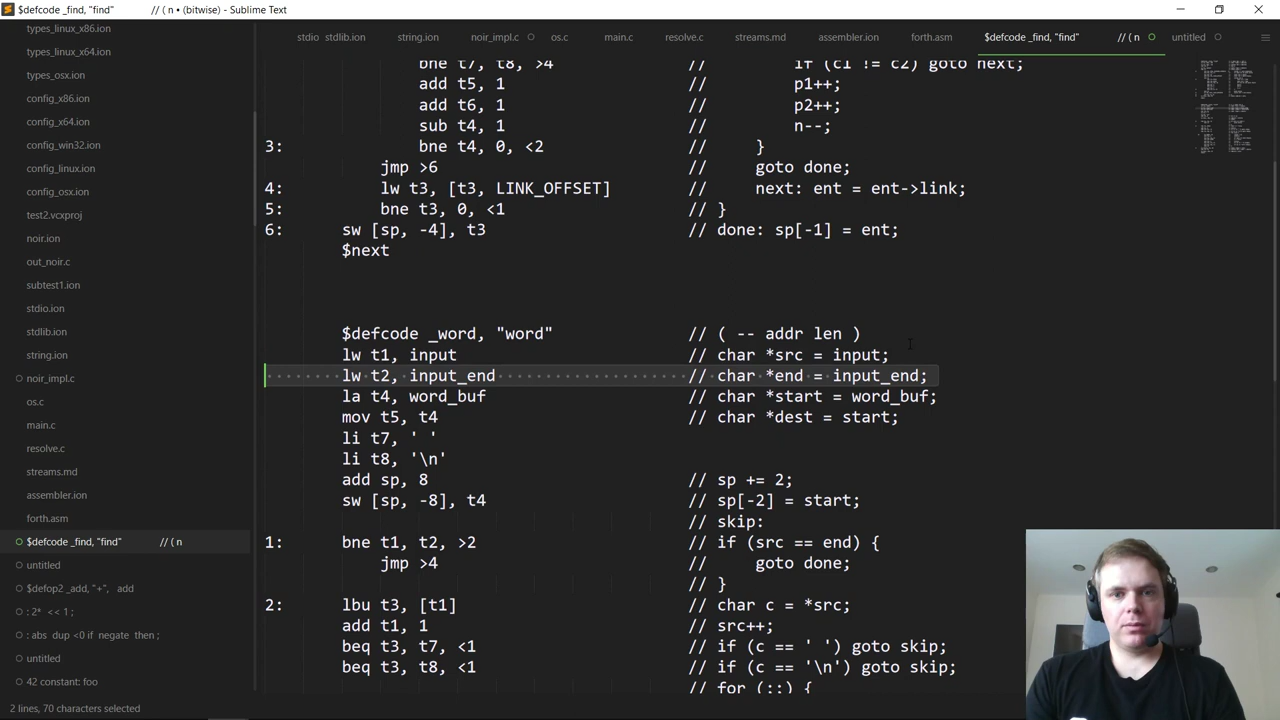 $defcode _find, "find" // ( n • (bitwise) - Sublime Text
stdio stdlib.ion string.ion noir_impl.c os.c main.c resolve.c streams.md assembler.ion forth.asm $defcode _find, "find" // ( n untitled
types_linux_x86.ion
types_linux_x64.ion
types_osx.ion
config_x86.ion
config_x64.ion
config_win32.ion
config_linux.ion
config_osx.ion
test2.vcxproj
noir.ion
out_noir.c
subtest1.ion
stdio.ion
stdlib.ion
string.ion
noir_impl.c
os.c
main.c
resolve.c
streams.md
assembler.ion
forth.asm
$defcode _find, "find" // ( n
untitled
$defop2 _add, "+", add
: 2* << 1 ;
: abs dup <0 if negate then ;
untitled
42 constant: foo
bne t7, t8, >4 // if (c1 != c2) goto next;
add t5, 1 // p1++;
add t6, 1 // p2++;
sub t4, 1 // n--;
3: bne t4, 0, <2 // }
jmp >6 // goto done;
4: lw t3, [t3, LINK_OFFSET] // next: ent = ent->link;
5: bne t3, 0, <1 // }
6: sw [sp, -4], t3 // done: sp[-1] = ent;
$next
$defcode _word, "word" // ( -- addr len )
lw t1, input // char *src = input;
lw t2, input_end // char *end = input_end;
la t4, word_buf // char *start = word_buf;
mov t5, t4 // char *dest = start;
li t7, ' '
li t8, '\n'
add sp, 8 // sp += 2;
sw [sp, -8], t4 // sp[-2] = start;
// skip:
1: bne t1, t2, >2 // if (src == end) {
jmp >4 // goto done;
// }
2: lbu t3, [t1] // char c = *src;
add t1, 1 // src++;
beq t3, t7, <1 // if (c == ' ') goto skip;
beq t3, t8, <1 // if (c == '\n') goto skip;
// for (;;) {
2 lines, 70 characters selected